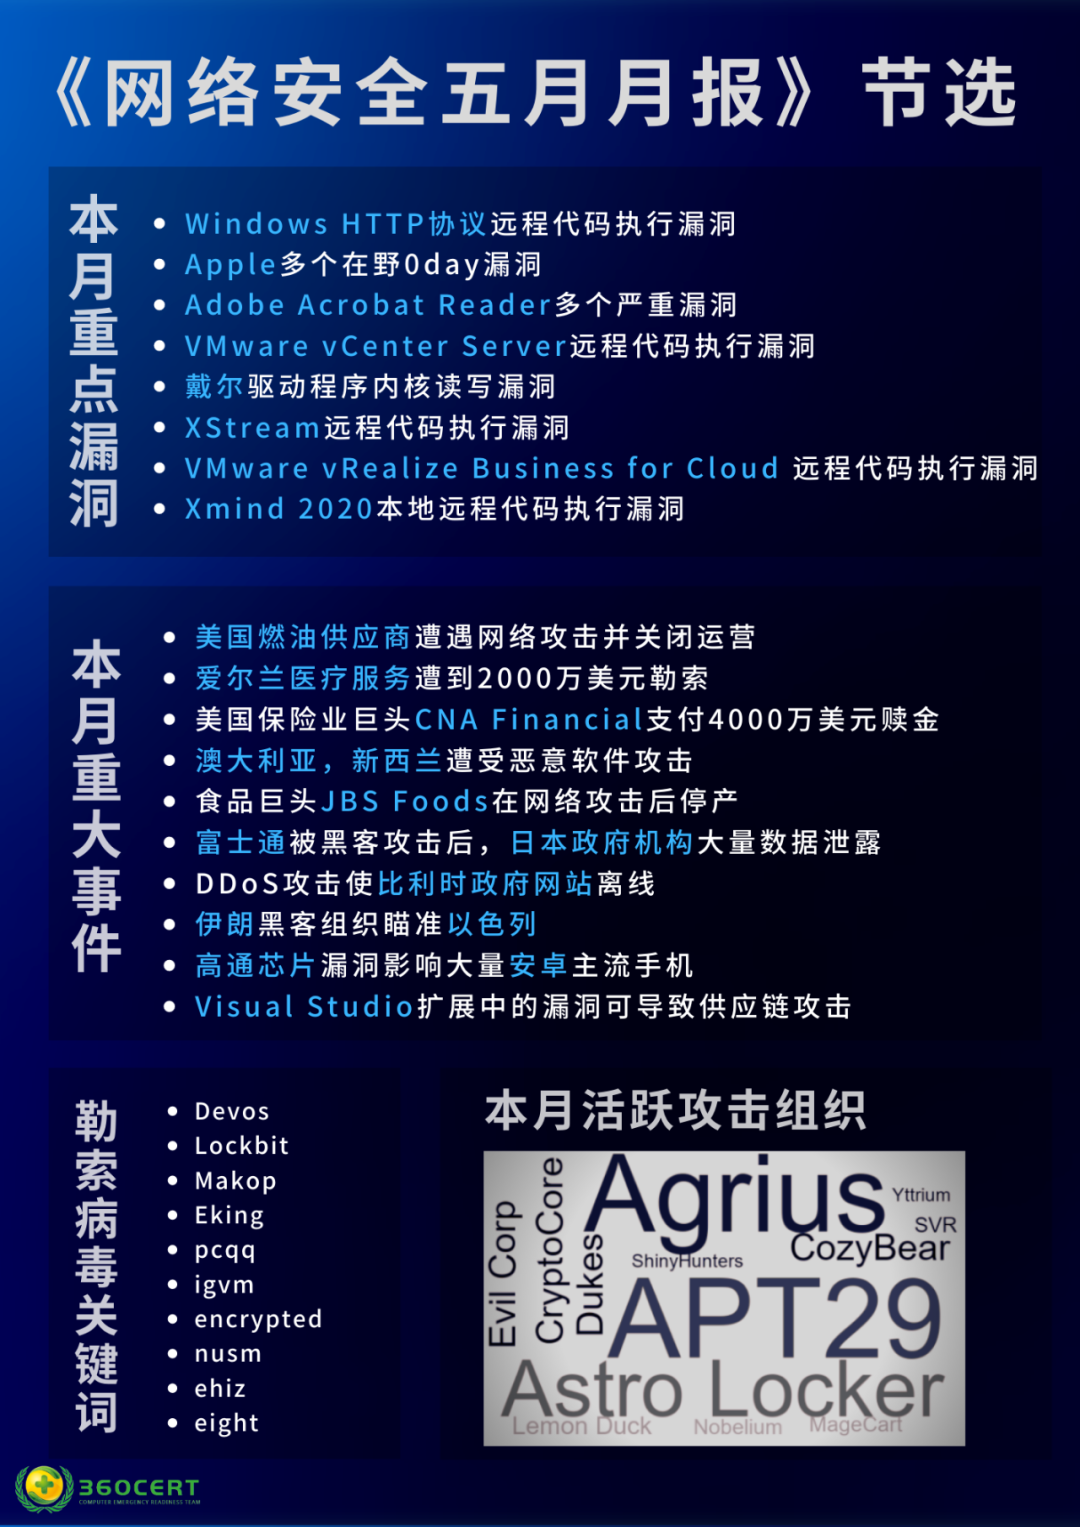 《网络安全五月月报》节选
本月重点漏洞
Windows HTTP协议远程代码执行漏洞
Apple多个在野0day漏洞
Adobe Acrobat Reader多个严重漏洞
VMware vCenter Server远程代码执行漏洞
戴尔驱动程序内核读写漏洞
XStream远程代码执行漏洞
VMware vRealize Business for Cloud 远程代码执行漏洞
Xmind 2020本地远程代码执行漏洞
本月重大事件
美国燃油供应商遭遇网络攻击并关闭运营
爱尔兰医疗服务遭到2000万美元勒索
美国保险业巨头CNA Financial支付4000万美元赎金
澳大利亚，新西兰遭受恶意软件攻击
食品巨头JBS Foods在网络攻击后停产
富士通被黑客攻击后，日本政府机构大量数据泄露
DDoS攻击使比利时政府网站离线
伊朗黑客组织瞄准以色列
高通芯片漏洞影响大量安卓主流手机
Visual Studio扩展中的漏洞可导致供应链攻击
勒索病毒关键词
Devos
Lockbit
Makop
Eking
pcqq
igvm
encrypted
nusm
ehiz
eight
本月活跃攻击组织
Evil Corp
CryptoCore
Dukes
Agrius
Yttrium
SVR
CozyBear
ShinyHunters
APT29
Astro Locker
Lemon Duck
Nobelium
MageCart
360CERT
COMPUTER EMERGENCY READINESS TEAM